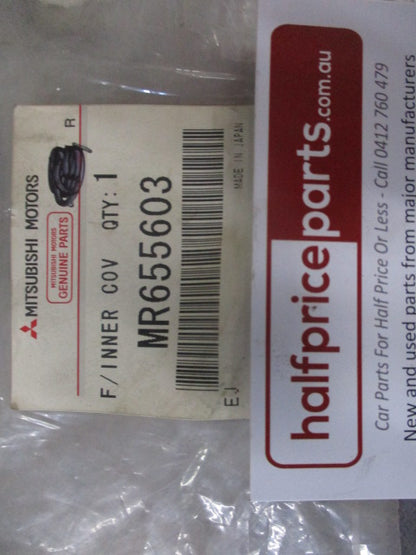 MITSUBISHI MOTORS
MITSUBISHI MOTORS
GENUINE PARTS
R
F/INNER COV QTY: 1
MR655603
MADE IN JAPAN
EJ
halfpriceparts.com.au
Car Parts For Half Price Or Less - Call 0412 760 479
New and used parts from major manufacturers